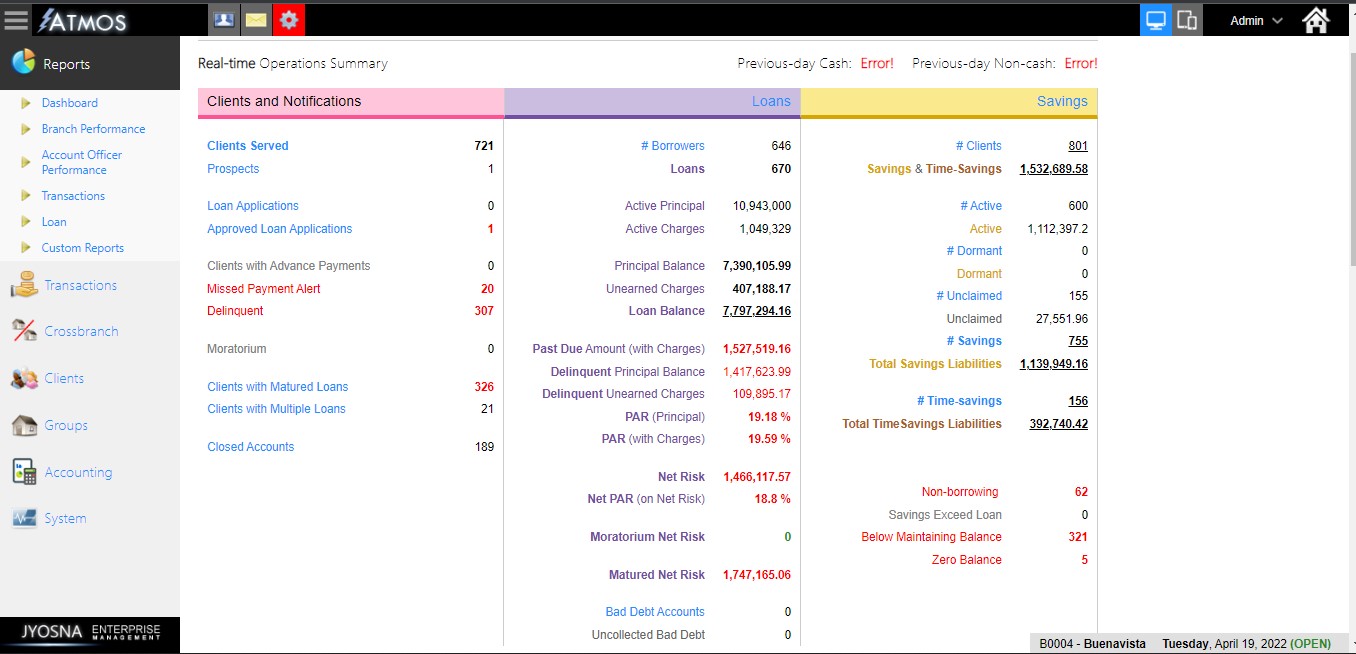 ATMOS
Admin
Reports
Dashboard
Branch Performance
Account Officer
Performance
Transactions
Loan
Custom Reports
Transactions
Crossbranch
Clients
Groups
Accounting
System
JYOSNA ENTERPRISE
MANAGEMENT
Real-time Operations Summary
Previous-day Cash: Error! Previous-day Non-cash: Error!
Clients and Notifications
Clients Served 721
Prospects 1
Loan Applications 0
Approved Loan Applications 1
Clients with Advance Payments 0
Missed Payment Alert 20
Delinquent 307
Moratorium 0
Clients with Matured Loans 326
Clients with Multiple Loans 21
Closed Accounts 189
Loans
# Borrowers 646
Loans 670
Active Principal 10,943,000
Active Charges 1,049,329
Principal Balance 7,390,105.99
Unearned Charges 407,188.17
Loan Balance 7,797,294.16
Past Due Amount (with Charges) 1,527,519.16
Delinquent Principal Balance 1,417,623.99
Delinquent Unearned Charges 109,895.17
PAR (Principal) 19.18 %
PAR (with Charges) 19.59 %
Net Risk 1,466,117.57
Net PAR (on Net Risk) 18.8 %
Moratorium Net Risk 0
Matured Net Risk 1,747,165.06
Bad Debt Accounts 0
Uncollected Bad Debt 0
Savings
# Clients 801
Savings & Time-Savings 1,532,689.58
# Active 600
Active 1,112,397.2
# Dormant 0
Dormant 0
# Unclaimed 155
Unclaimed 27,551.96
# Savings 755
Total Savings Liabilities 1,139,949.16
# Time-savings 156
Total TimeSavings Liabilities 392,740.42
Non-borrowing 62
Savings Exceed Loan 0
Below Maintaining Balance 321
Zero Balance 5
B0004 - Buenavista Tuesday, April 19, 2022 (OPEN)